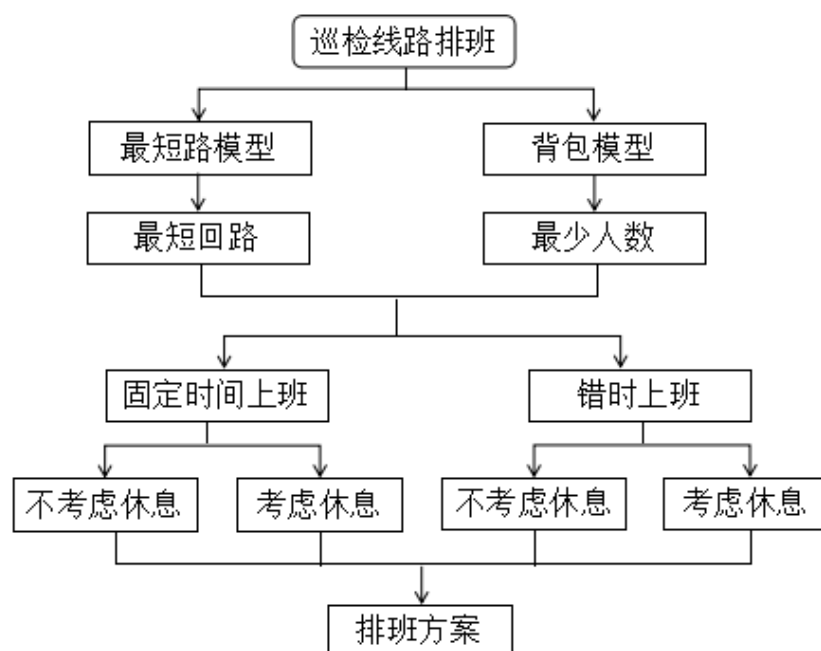 巡检线路排班
最短路模型
背包模型
最短回路
最少人数
固定时间上班
错时上班
不考虑休息
考虑休息
不考虑休息
考虑休息
排班方案